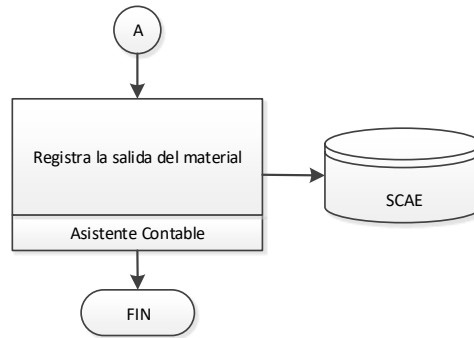 A
Registra la salida del material
SCAE
Asistente Contable
FIN